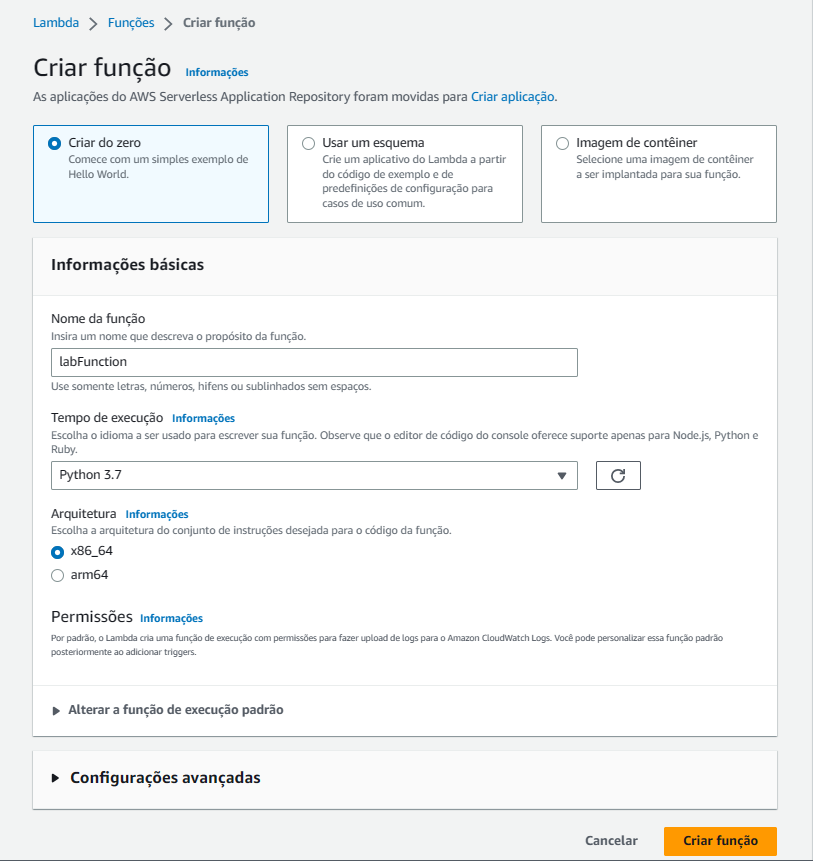 Lambda > Funções > Criar função
Criar função Informações
As aplicações do AWS Serverless Application Repository foram movidas para Criar aplicação.
Criar do zero
Comece com um simples exemplo de
Hello World.
Usar um esquema
Crie um aplicativo do Lambda a partir
do código de exemplo e de
predefinições de configuração para
casos de uso comum.
Imagem de contêiner
Selecione uma imagem de contêiner
a ser implantada para sua função.
Informações básicas
Nome da função
Insira um nome que descreva o propósito da função.
labFunction
Use somente letras, números, hifens ou sublinhados sem espaços.
Tempo de execução Informações
Escolha o idioma a ser usado para escrever sua função. Observe que o editor de código do console oferece suporte apenas para Node.js, Python e
Ruby.
Python 3.7
Arquitetura Informações
Escolha a arquitetura do conjunto de instruções desejada para o código da função.
x86_64
arm64
Permissões Informações
Por padrão, o Lambda cria uma função de execução com permissões para fazer upload de logs para o Amazon CloudWatch Logs. Você pode personalizar essa função padrão
posteriormente ao adicionar triggers.
Alterar a função de execução padrão
Configurações avançadas
Cancelar Criar função